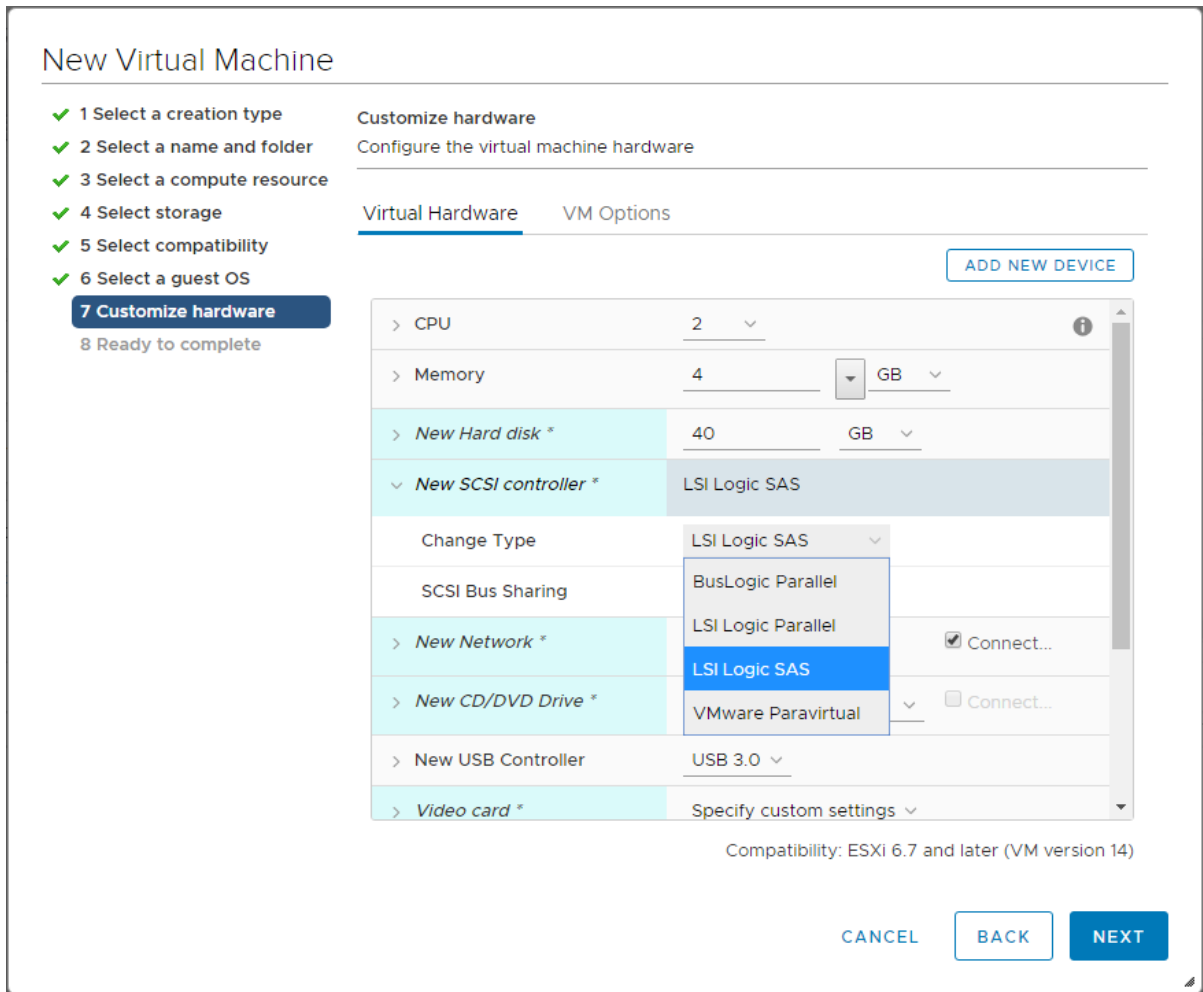 New Virtual Machine
1 Select a creation type
2 Select a name and folder
3 Select a compute resource
4 Select storage
5 Select compatibility
6 Select a guest OS
7 Customize hardware
8 Ready to complete
Customize hardware
Configure the virtual machine hardware
Virtual Hardware VM Options
ADD NEW DEVICE
CPU 2
Memory 4 GB
New Hard disk * 40 GB
New SCSI controller * LSI Logic SAS
Change Type LSI Logic SAS
BusLogic Parallel
SCSI Bus Sharing
LSI Logic Parallel
New Network * Connect...
LSI Logic SAS
New CD/DVD Drive * Connect...
VMware Paravirtual
New USB Controller USB 3.0
Video card * Specify custom settings
Compatibility: ESXi 6.7 and later (VM version 14)
CANCEL BACK NEXT